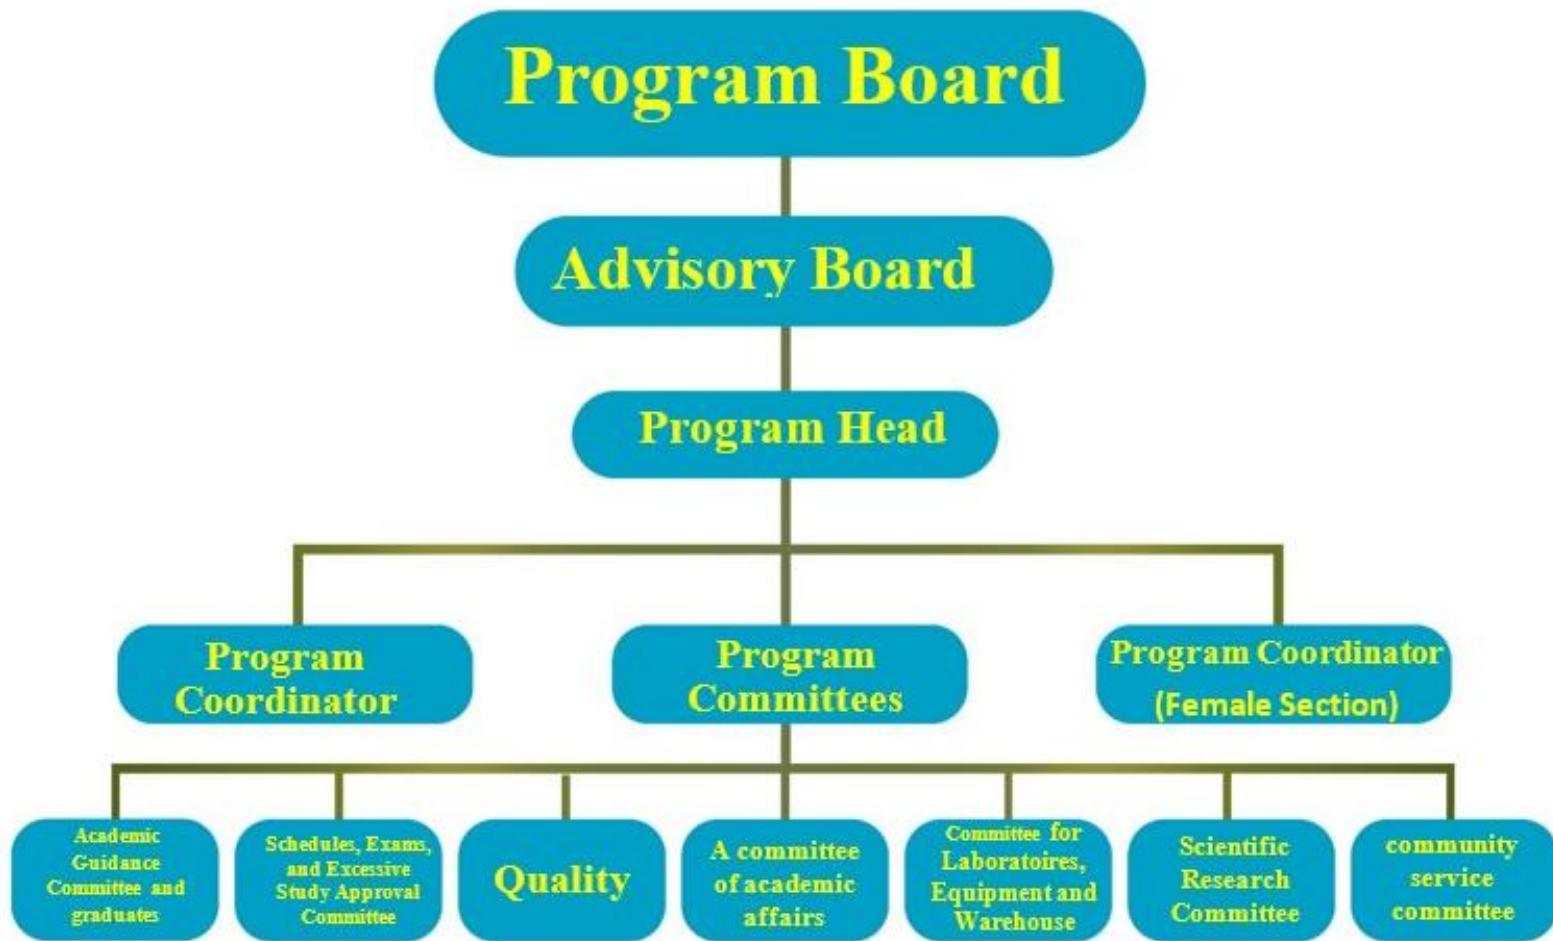 Program Board
Advisory Board
Program Head
Program
Coordinator
Program
Committees
Program Coordinator
(Female Section)
Academic
Guidance
Committee and
graduates
Schedules, Exams,
and Excessive
Study Approval
Committee
Quality
A committee
of academic
affairs
Committee for
Laboratoires,
Equipment and
Warehouse
Scientific
Research
Committee
community
service
committee